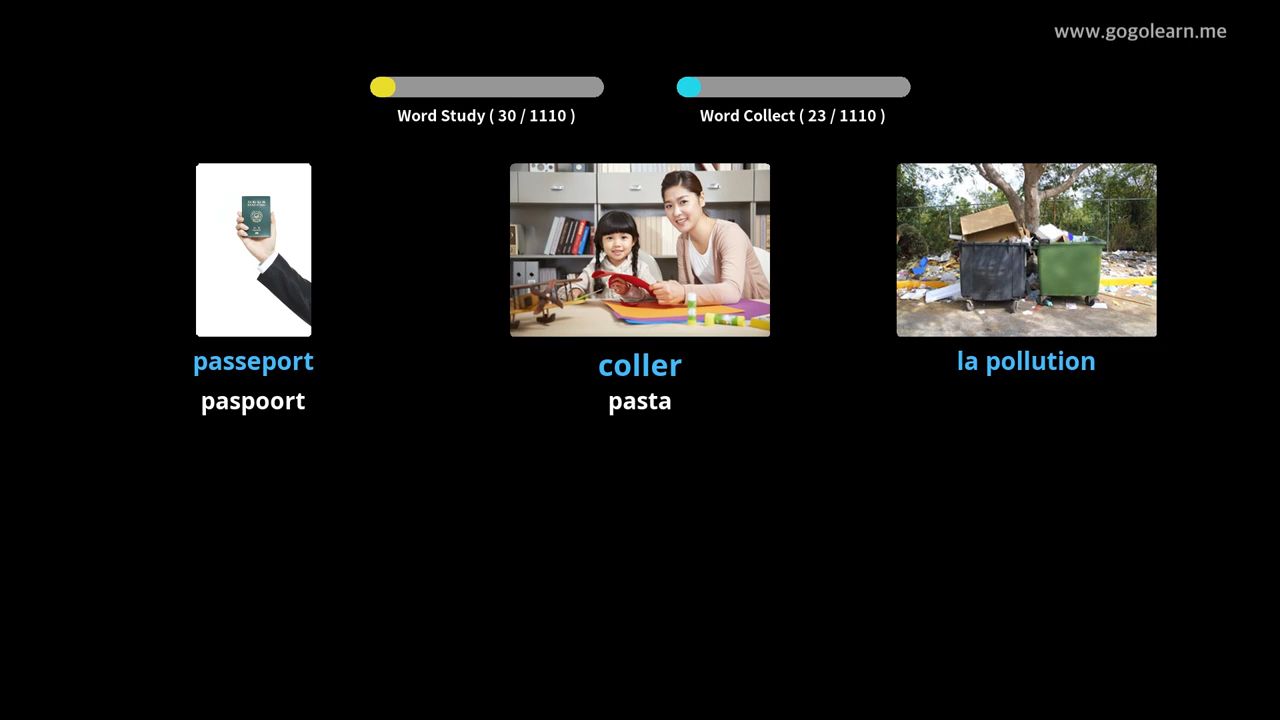 www.gogolearn.me
Word Study ( 30 / 1110 )
Word Collect ( 23 / 1110 )
passeport
paspoort
coller
pasta
la pollution